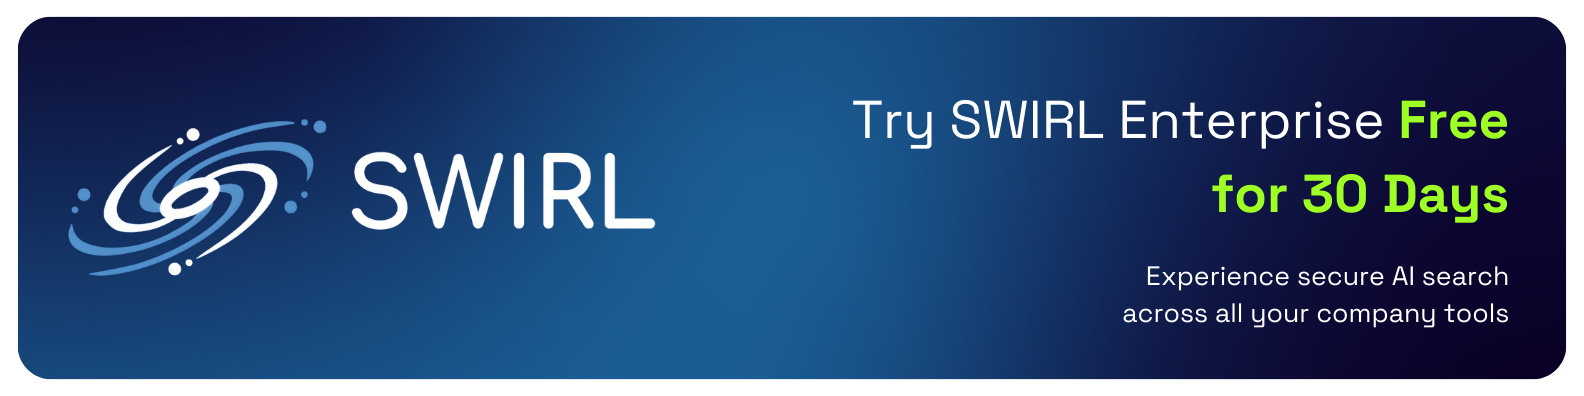 SWIRL
Try SWIRL Enterprise Free
for 30 Days
Experience secure AI search
across all your company tools